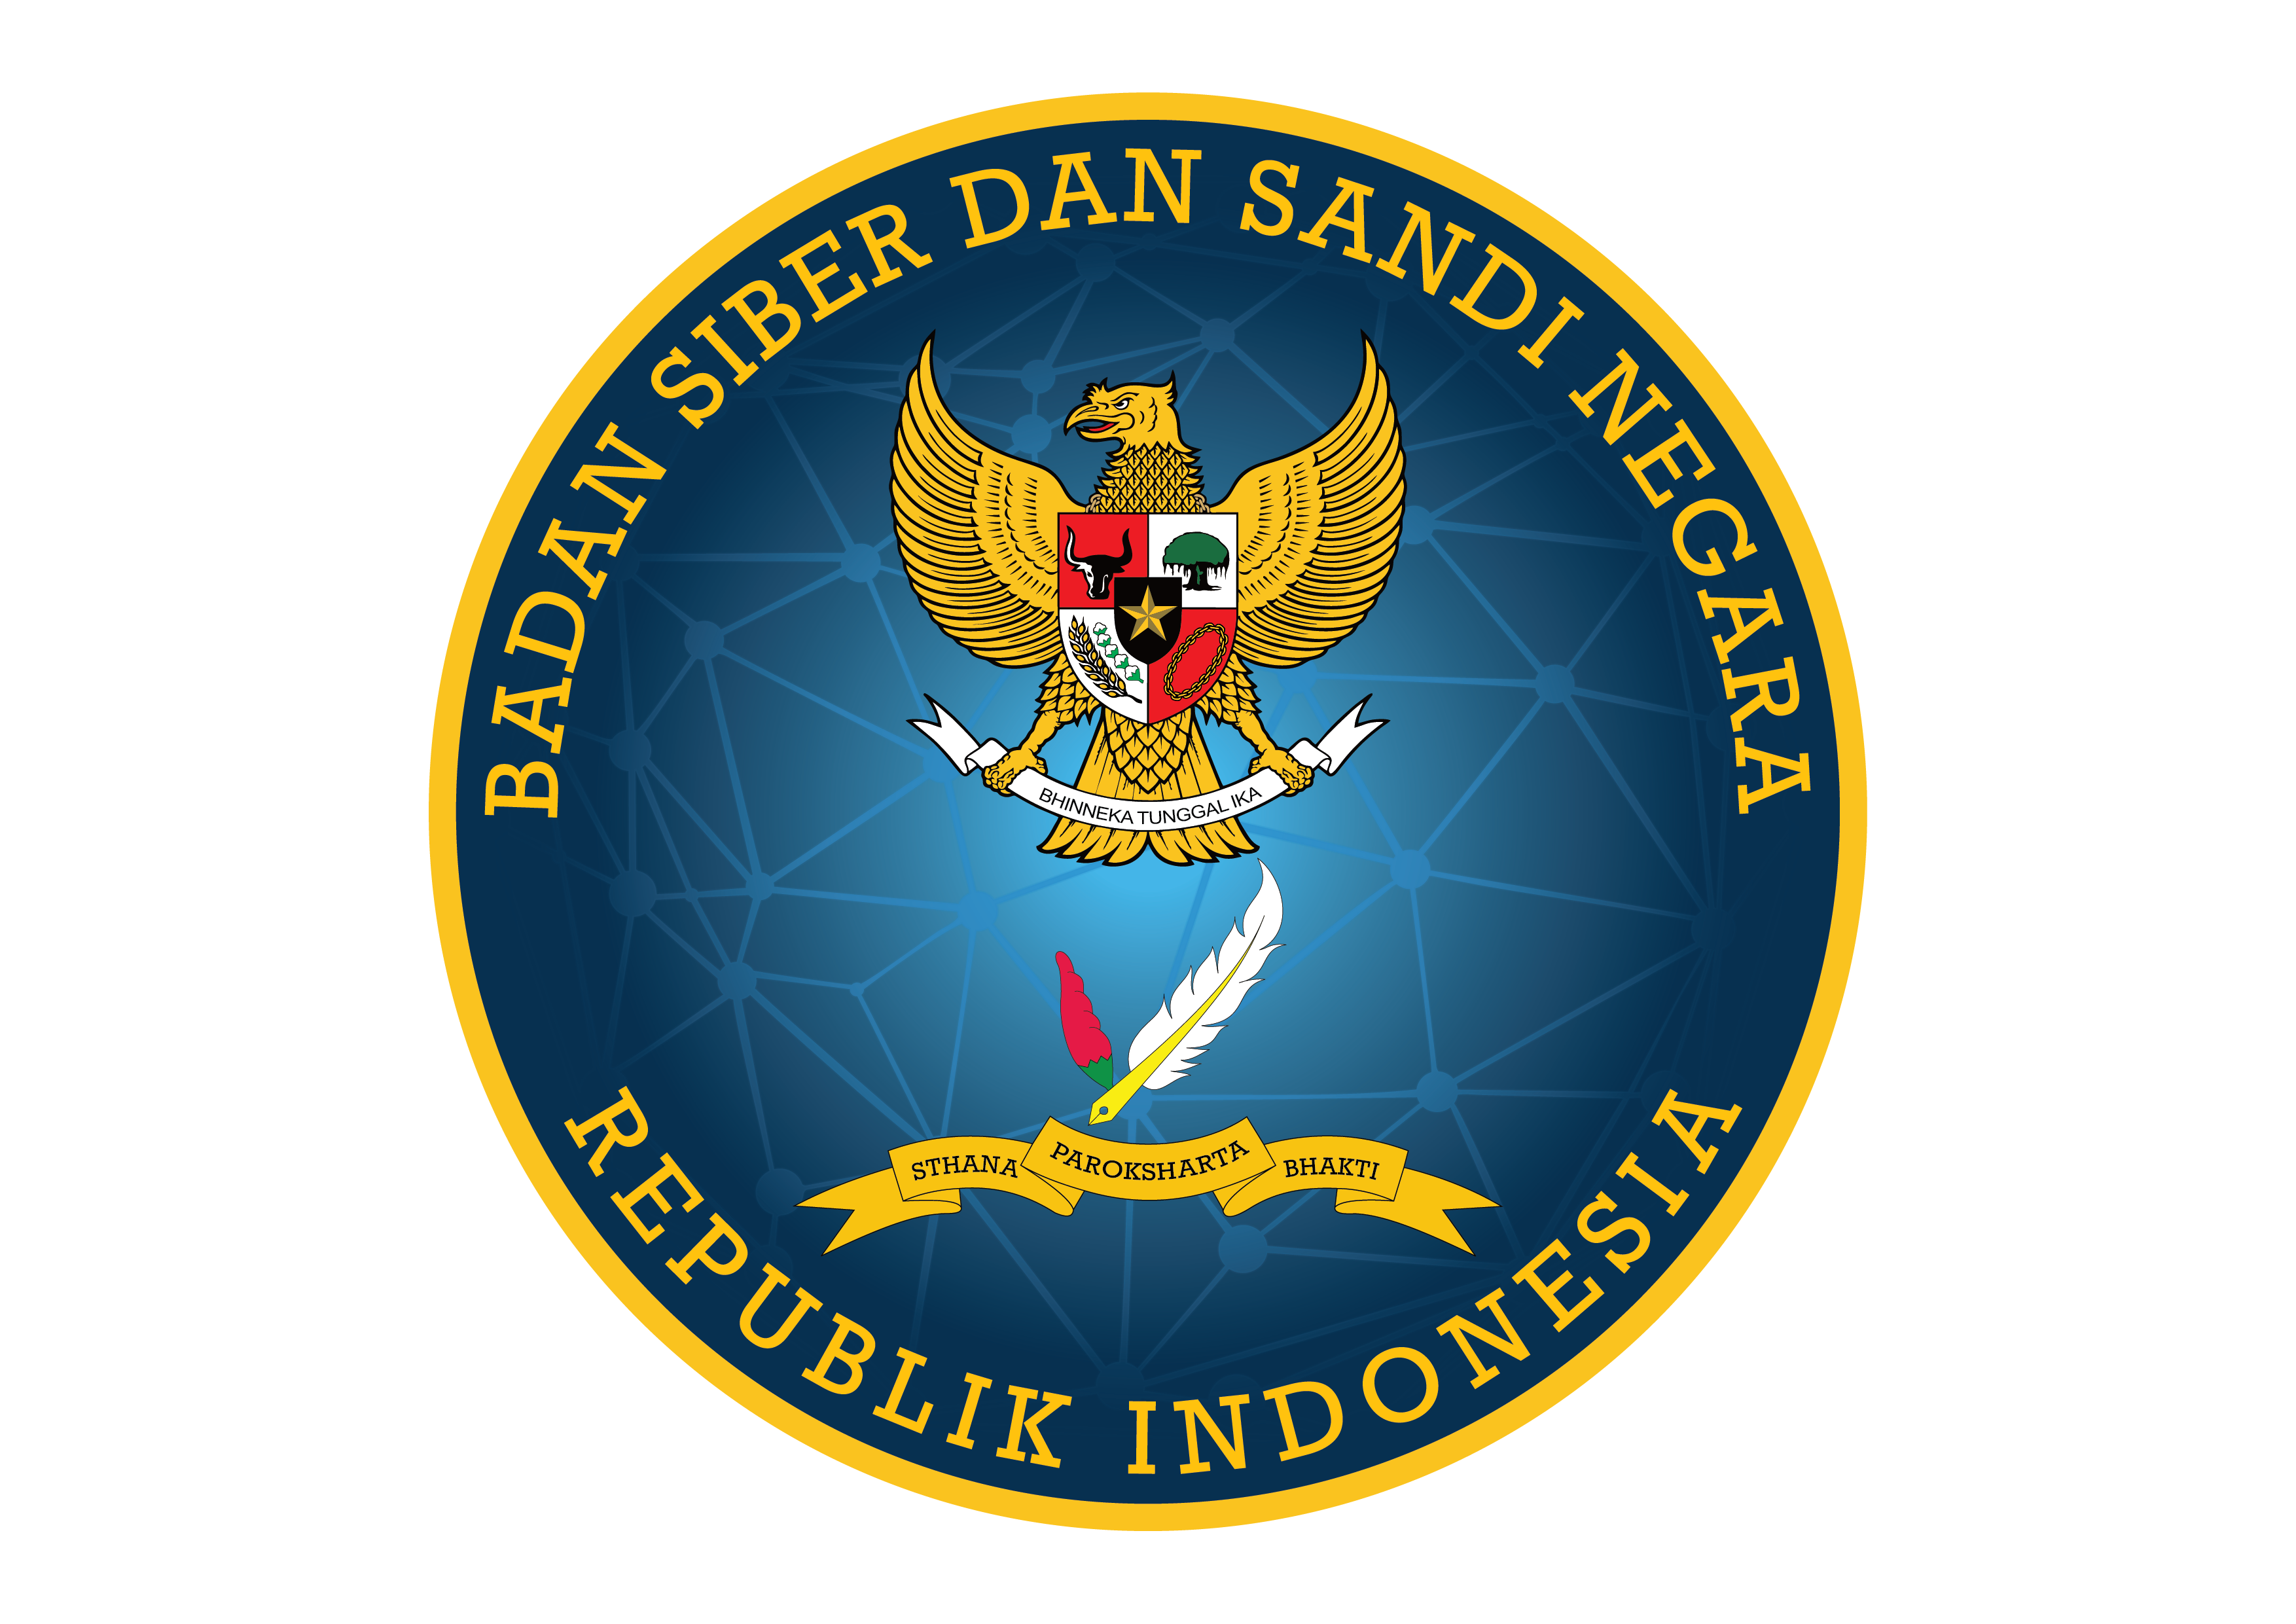 BADAN SIBER DAN SANDI NEGARA
BHINNEKA TUNGGAL IKA
STHANA PAROKSHARTA BHAKTI
REPUBLIK INDONESIA